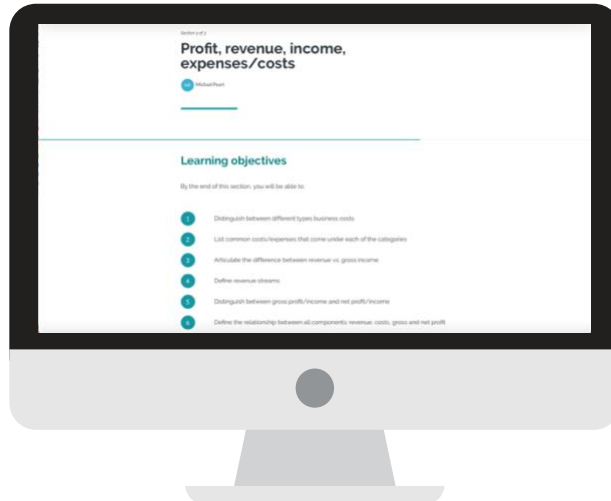 Section 2 of 3
Profit, revenue, income,
expenses/costs
Learning objectives
By the end of this section, you will be able to:
1 Distinguish between different types business costs
2 List common costs/expenses that come under each of the categories
3 Articulate the difference between revenue vs. gross income
4 Define revenue streams
5 Distinguish between gross profit/income and net profit/income
6 Define the relationship between all components: revenue, costs, gross and net profit